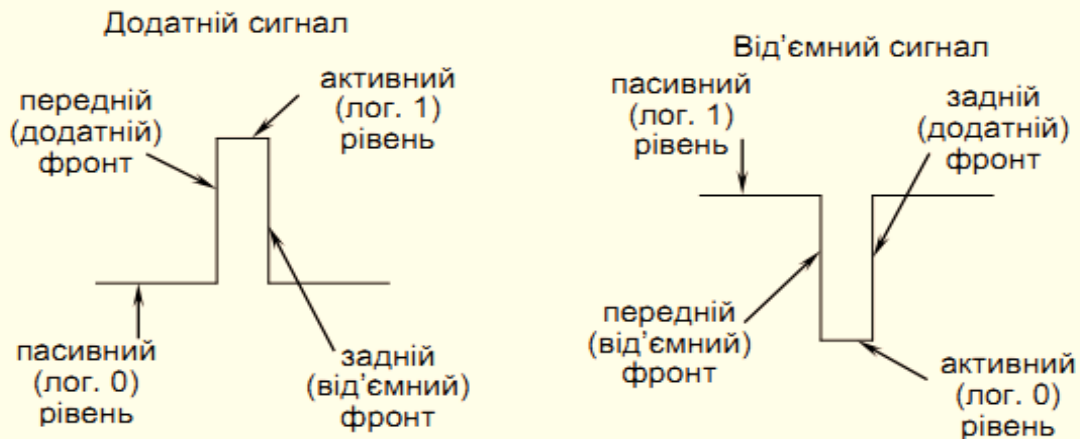 Додатній сигнал
активний
(лог. 1)
рівень
передній
(додатній)
фронт
пасивний
(лог. 0)
рівень
задній
(від’ємний)
фронт
Від’ємний сигнал
пасивний
(лог. 1)
рівень
задній
(додатній)
фронт
передній
(від’ємний)
фронт
активний
(лог. 0)
рівень